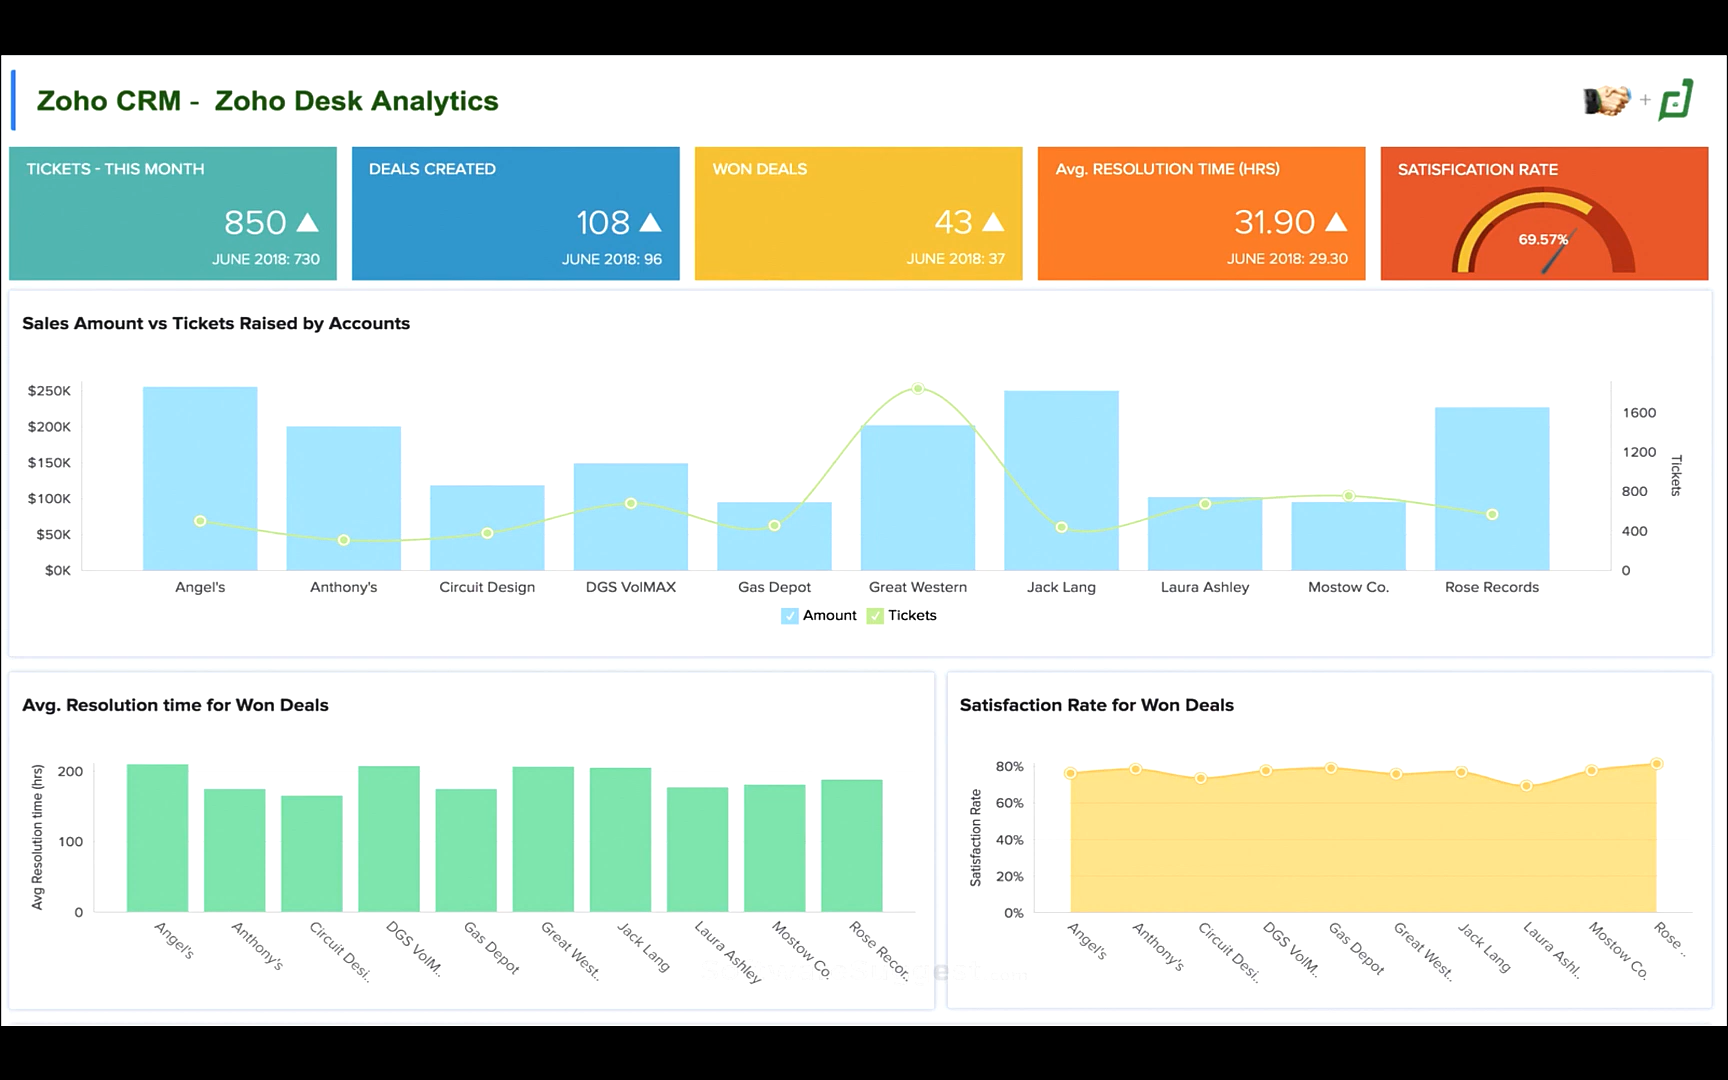 Zoho CRM - Zoho Desk Analytics
+
TICKETS - THIS MONTH
850
JUNE 2018: 730
DEALS CREATED
108
JUNE 2018: 96
WON DEALS
43
JUNE 2018: 37
Avg. RESOLUTION TIME (HRS)
31.90
JUNE 2018: 29.30
SATISFICATION RATE
69.57%
Sales Amount vs Tickets Raised by Accounts
$250K
$200K
$150K
$100K
$50K
$0K
1600
1200
800
400
0
Tickets
Angel's
Anthony's
Circuit Design
DGS VolMAX
Gas Depot
Great Western
Jack Lang
Laura Ashley
Mostow Co.
Rose Records
Amount
Tickets
Avg. Resolution time for Won Deals
Avg Resolution time (hrs)
200
100
0
Angel's
Anthony's
Circuit Desi..
DGS VolM..
Gas Depot
Great West..
Jack Lang
Laura Ashley
Mostow Co.
Rose Recor..
Satisfaction Rate for Won Deals
Satisfaction Rate
80%
60%
40%
20%
0%
Angel's
Anthony's
Circuit Desi..
DGS VolM..
Gas Depot
Great West..
Jack Lang
Laura Ashl..
Mostow Co.
Rose ..